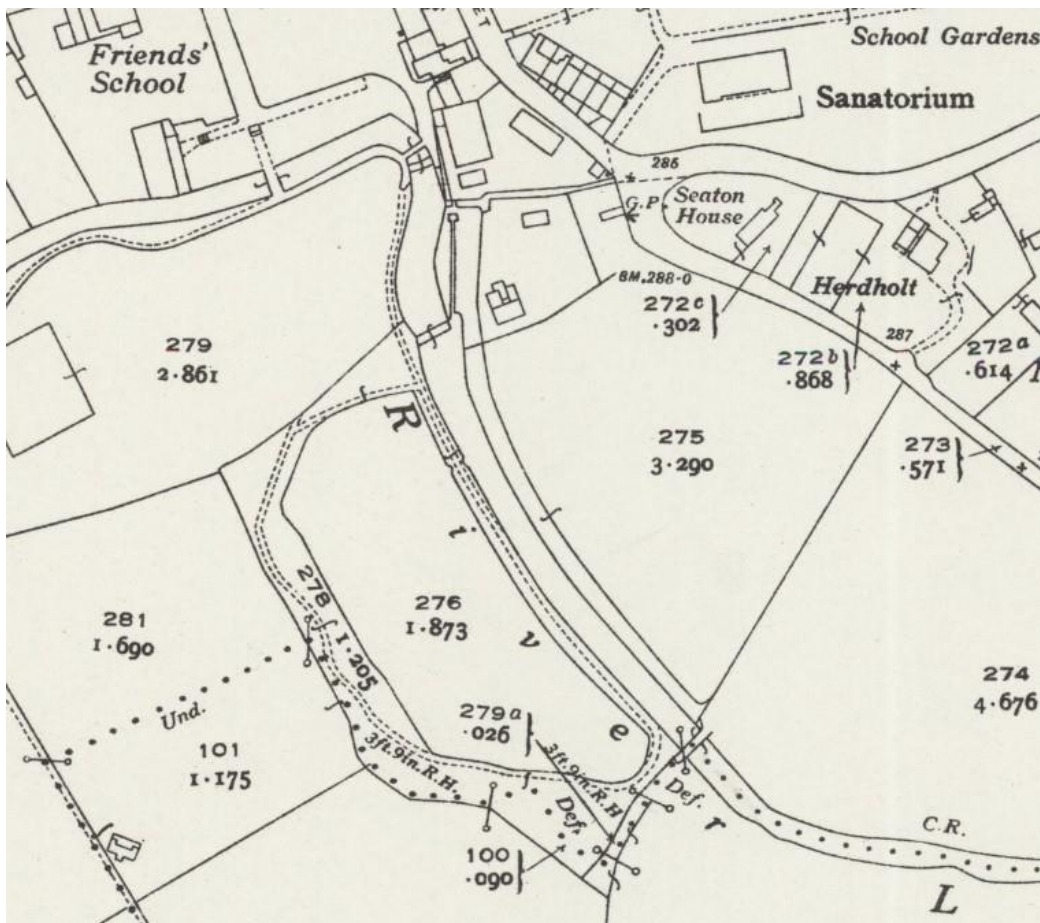 ET
Friends'
School
School Gardens
Sanatorium
286
G.P.
Seaton
House
B.M.288·0
272c
·302
Herdholt
287
272b
·868
272a
·614
279
2·861
R
i
v
e
r
275
3·290
273
·571
278
1·205
276
1·873
281
1·690
Und.
101
1·175
274
4·676
279a
·026
3ft.9in.R.H.
3ft.9in.R.H
Def.
Def.
100
·090
C.R.
L